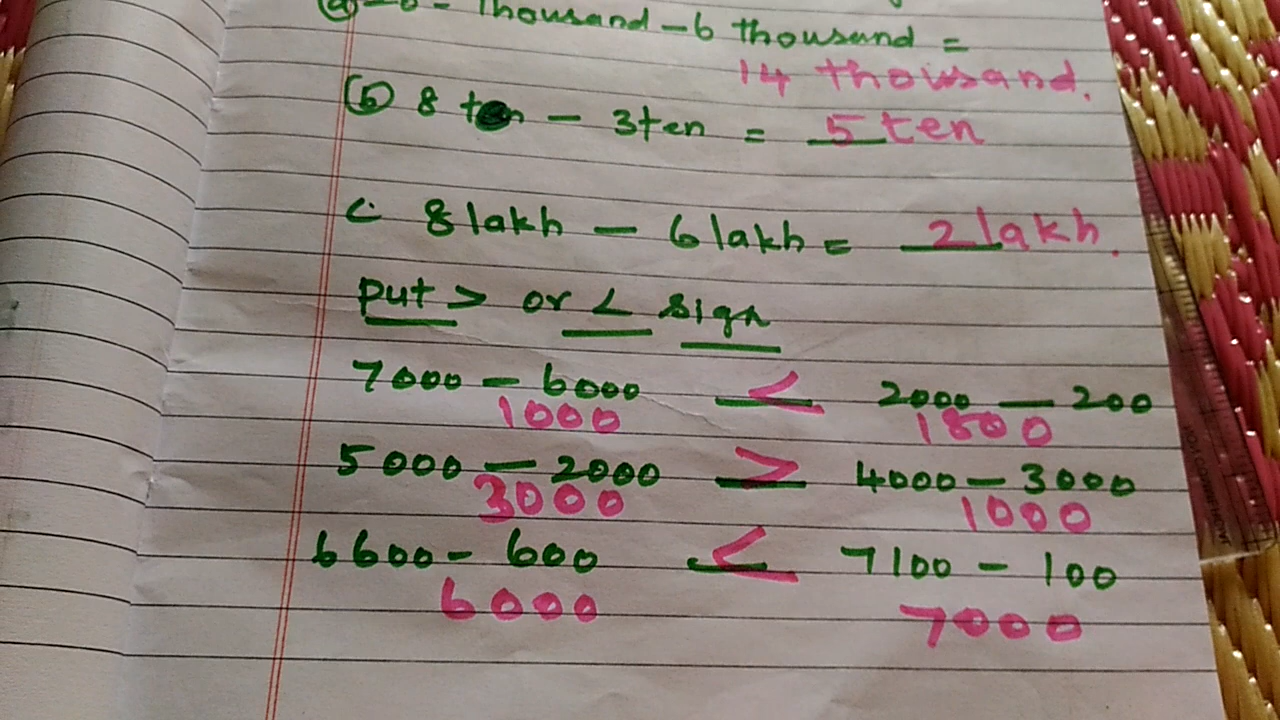 thousand - 6 thousand =
14 thousand.
(b) 8 ten - 3 ten = 5 ten
c. 8 lakh - 6 lakh = 2 lakh.
put > or < sign
7000 - 6000 < 2000 - 200
1000 1800
5000 - 2000 > 4000 - 3000
3000 1000
6600 - 600 < 7100 - 100
6000 7000